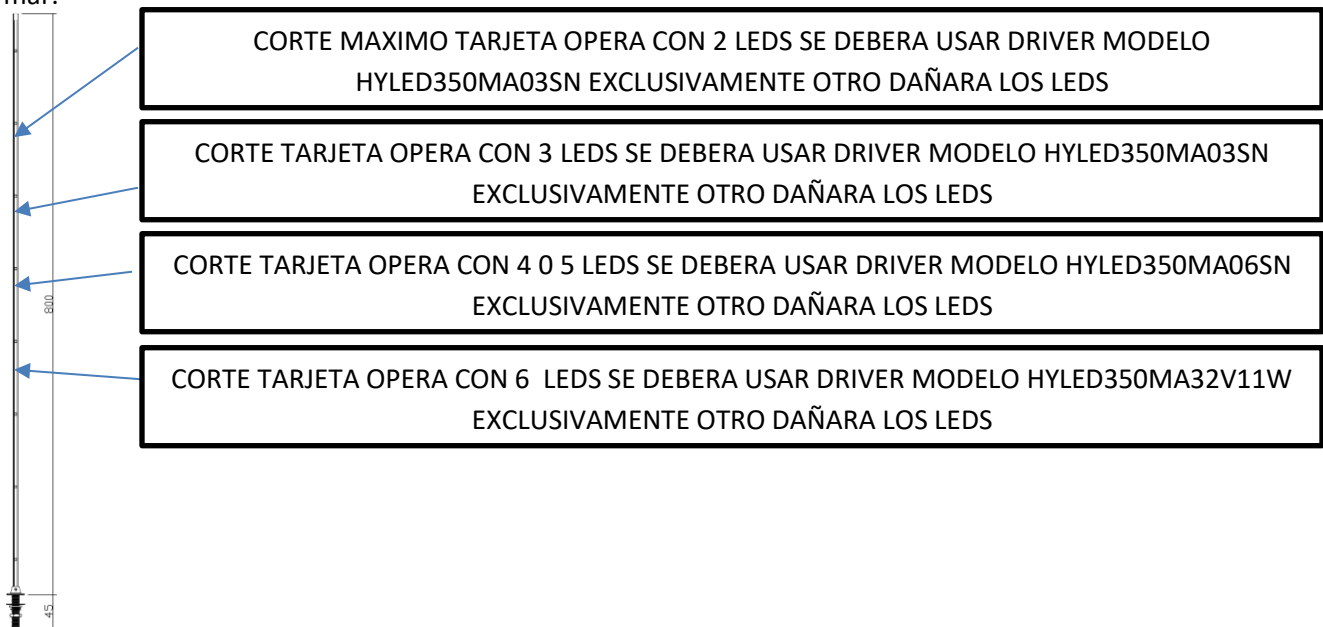 CORTE MAXIMO TARJETA OPERA CON 2 LEDS SE DEBERA USAR DRIVER MODELO
HYLED350MA03SN EXCLUSIVAMENTE OTRO DAÑARA LOS LEDS
CORTE TARJETA OPERA CON 3 LEDS SE DEBERA USAR DRIVER MODELO HYLED350MA03SN
EXCLUSIVAMENTE OTRO DAÑARA LOS LEDS
CORTE TARJETA OPERA CON 4 0 5 LEDS SE DEBERA USAR DRIVER MODELO HYLED350MA06SN
EXCLUSIVAMENTE OTRO DAÑARA LOS LEDS
800
CORTE TARJETA OPERA CON 6 LEDS SE DEBERA USAR DRIVER MODELO HYLED350MA32V11W
EXCLUSIVAMENTE OTRO DAÑARA LOS LEDS
45